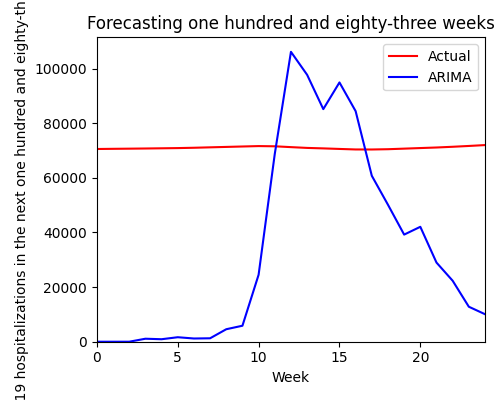 Forecasting one hundred and eighty-three weeks
19 hospitalizations in the next one hundred and eighty-th
100000
80000
60000
40000
20000
0
0 5 10 15 20
Week
Actual
ARIMA